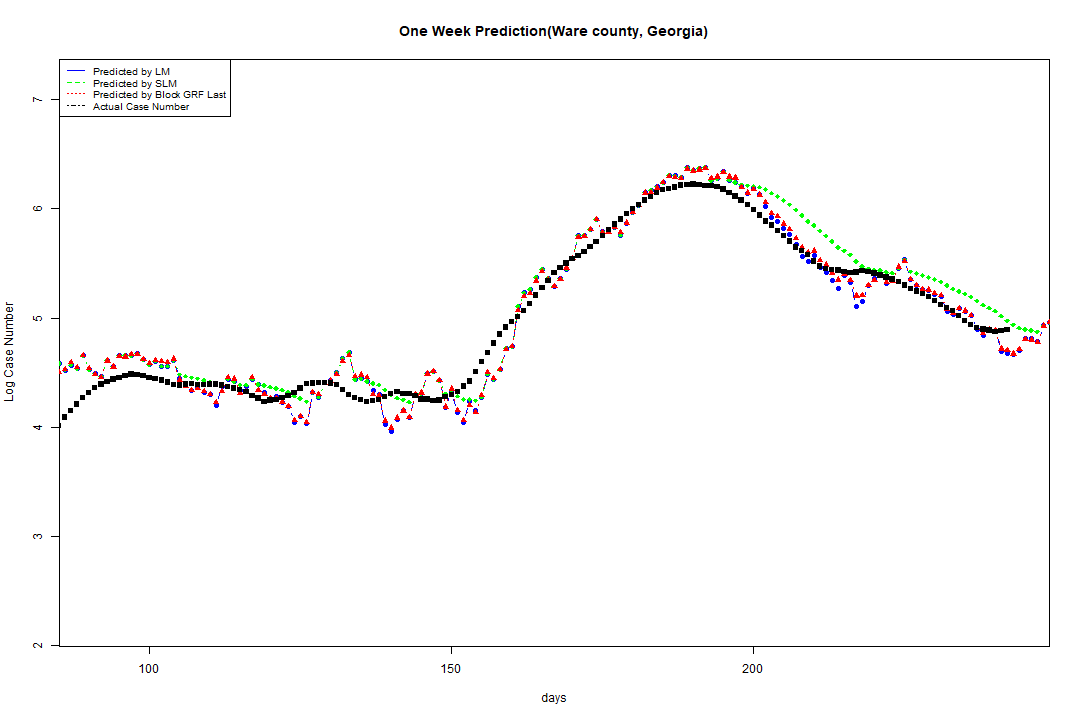 One Week Prediction(Ware county, Georgia)
Predicted by LM
Predicted by SLM
Predicted by Block GRF Last
Actual Case Number
7
6
5
4
3
2
Log Case Number
100 150 200
days